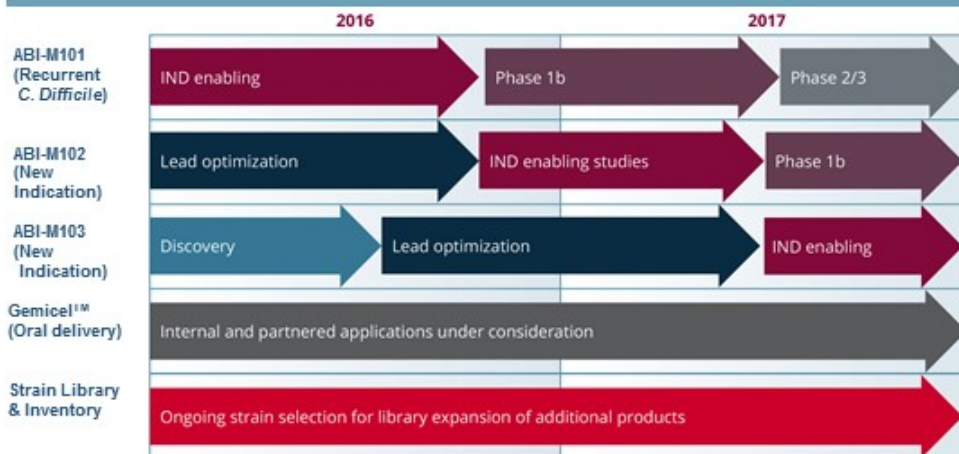 2016 2017
ABI-M101
(Recurrent
C. Difficile)
IND enabling Phase 1b Phase 2/3
ABI-M102
(New
Indication)
Lead optimization IND enabling studies Phase 1b
ABI-M103
(New
Indication)
Discovery Lead optimization IND enabling
Gemicel™
(Oral delivery)
Internal and partnered applications under consideration
Strain Library
& Inventory
Ongoing strain selection for library expansion of additional products